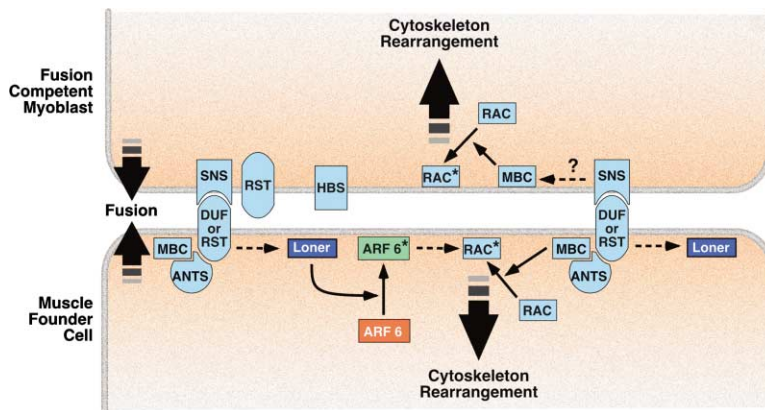 Cytoskeleton
Rearrangement
Fusion
Competent
Myoblast
RAC
SNS
RST
HBS
RAC*
MBC
?
SNS
Fusion
DUF
or
RST
DUF
or
RST
MBC
Loner
ARF 6*
RAC*
MBC
Loner
ANTS
ANTS
Muscle
Founder
Cell
ARF 6
RAC
Cytoskeleton
Rearrangement